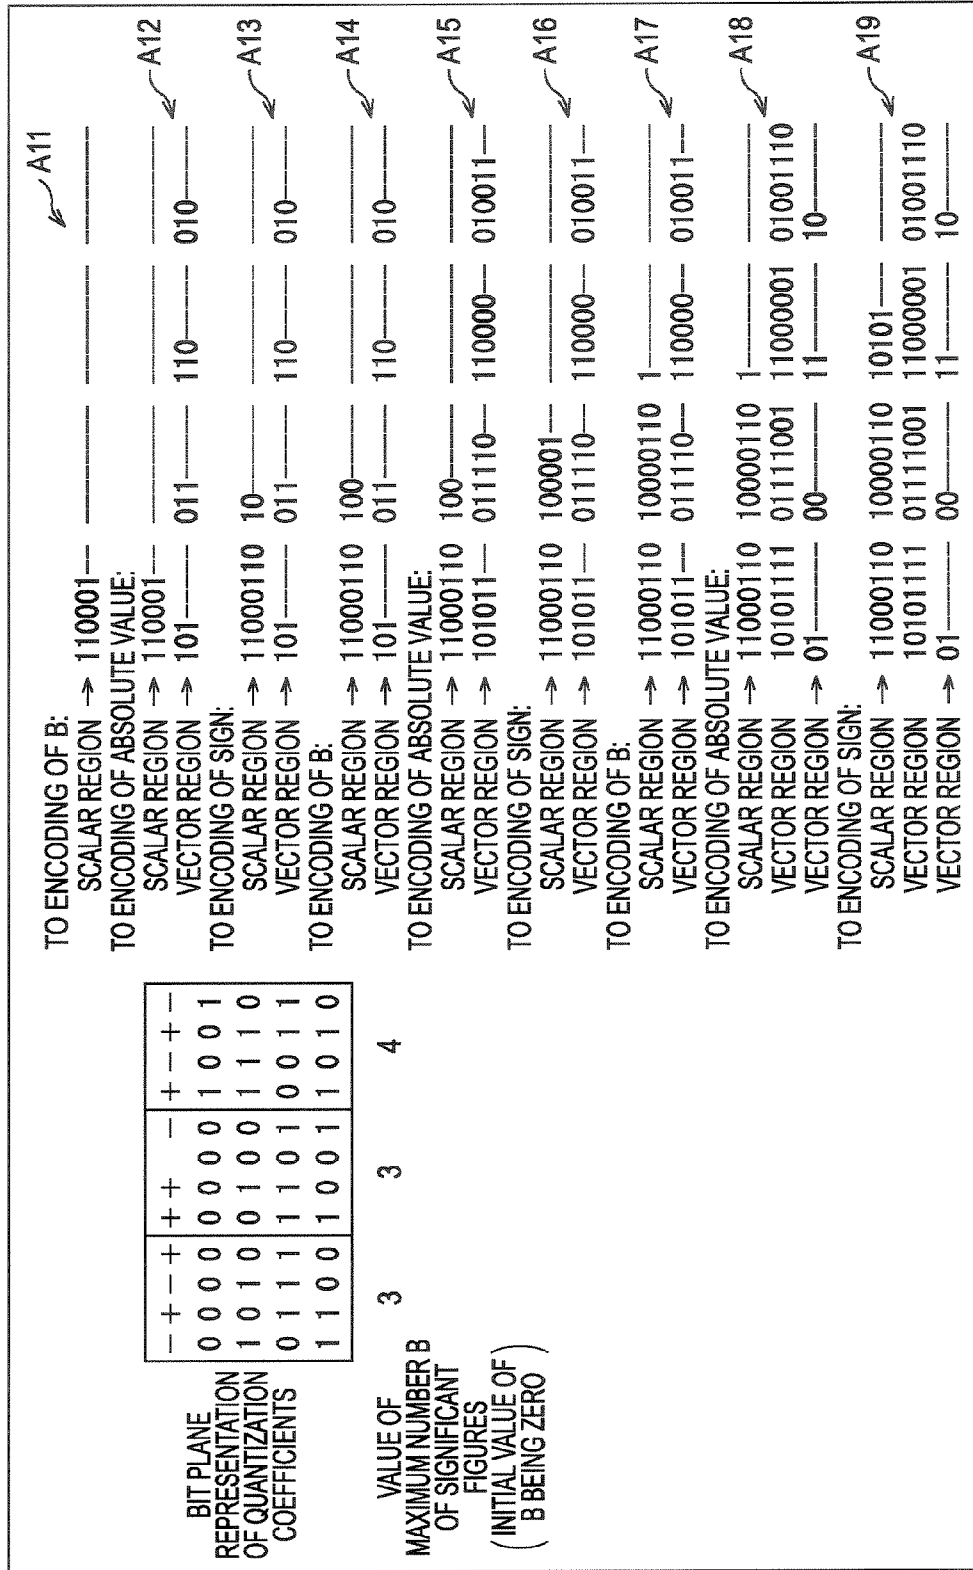 BIT PLANE
REPRESENTATION
OF QUANTIZATION
COEFFICIENTS
− + − + + + − + − + −
0 0 0 0 0 0 0 0 1 0 0 1
1 0 1 0 0 1 0 0 1 1 1 0
0 1 1 1 1 1 0 1 0 0 1 1
1 1 0 0 1 0 0 1 1 0 1 0
VALUE OF
MAXIMUM NUMBER B
OF SIGNIFICANT
FIGURES
(INITIAL VALUE OF
B BEING ZERO)
3 3 4
A11
TO ENCODING OF B:
SCALAR REGION → 110001-- -------- -------- --------
TO ENCODING OF ABSOLUTE VALUE: A12
SCALAR REGION → 110001-- -------- -------- --------
VECTOR REGION → 101----- 011----- 110----- 010-----
TO ENCODING OF SIGN: A13
SCALAR REGION → 11000110 10------ -------- --------
VECTOR REGION → 101----- 011----- 110----- 010-----
TO ENCODING OF B: A14
SCALAR REGION → 11000110 100----- -------- --------
VECTOR REGION → 101----- 011----- 110----- 010-----
TO ENCODING OF ABSOLUTE VALUE: A15
SCALAR REGION → 11000110 100----- -------- --------
VECTOR REGION → 101011-- 011110-- 110000-- 010011--
TO ENCODING OF SIGN: A16
SCALAR REGION → 11000110 100001-- -------- --------
VECTOR REGION → 101011-- 011110-- 110000-- 010011--
TO ENCODING OF B: A17
SCALAR REGION → 11000110 10000110 1------- --------
VECTOR REGION → 101011-- 011110-- 110000-- 010011--
TO ENCODING OF ABSOLUTE VALUE: A18
SCALAR REGION → 11000110 10000110 1------- --------
VECTOR REGION 10101111 01111001 11000001 01001110
VECTOR REGION → 01------ 00------ 11------ 10------
TO ENCODING OF SIGN: A19
SCALAR REGION → 11000110 10000110 10101--- --------
VECTOR REGION 10101111 01111001 11000001 01001110
VECTOR REGION → 01------ 00------ 11------ 10------